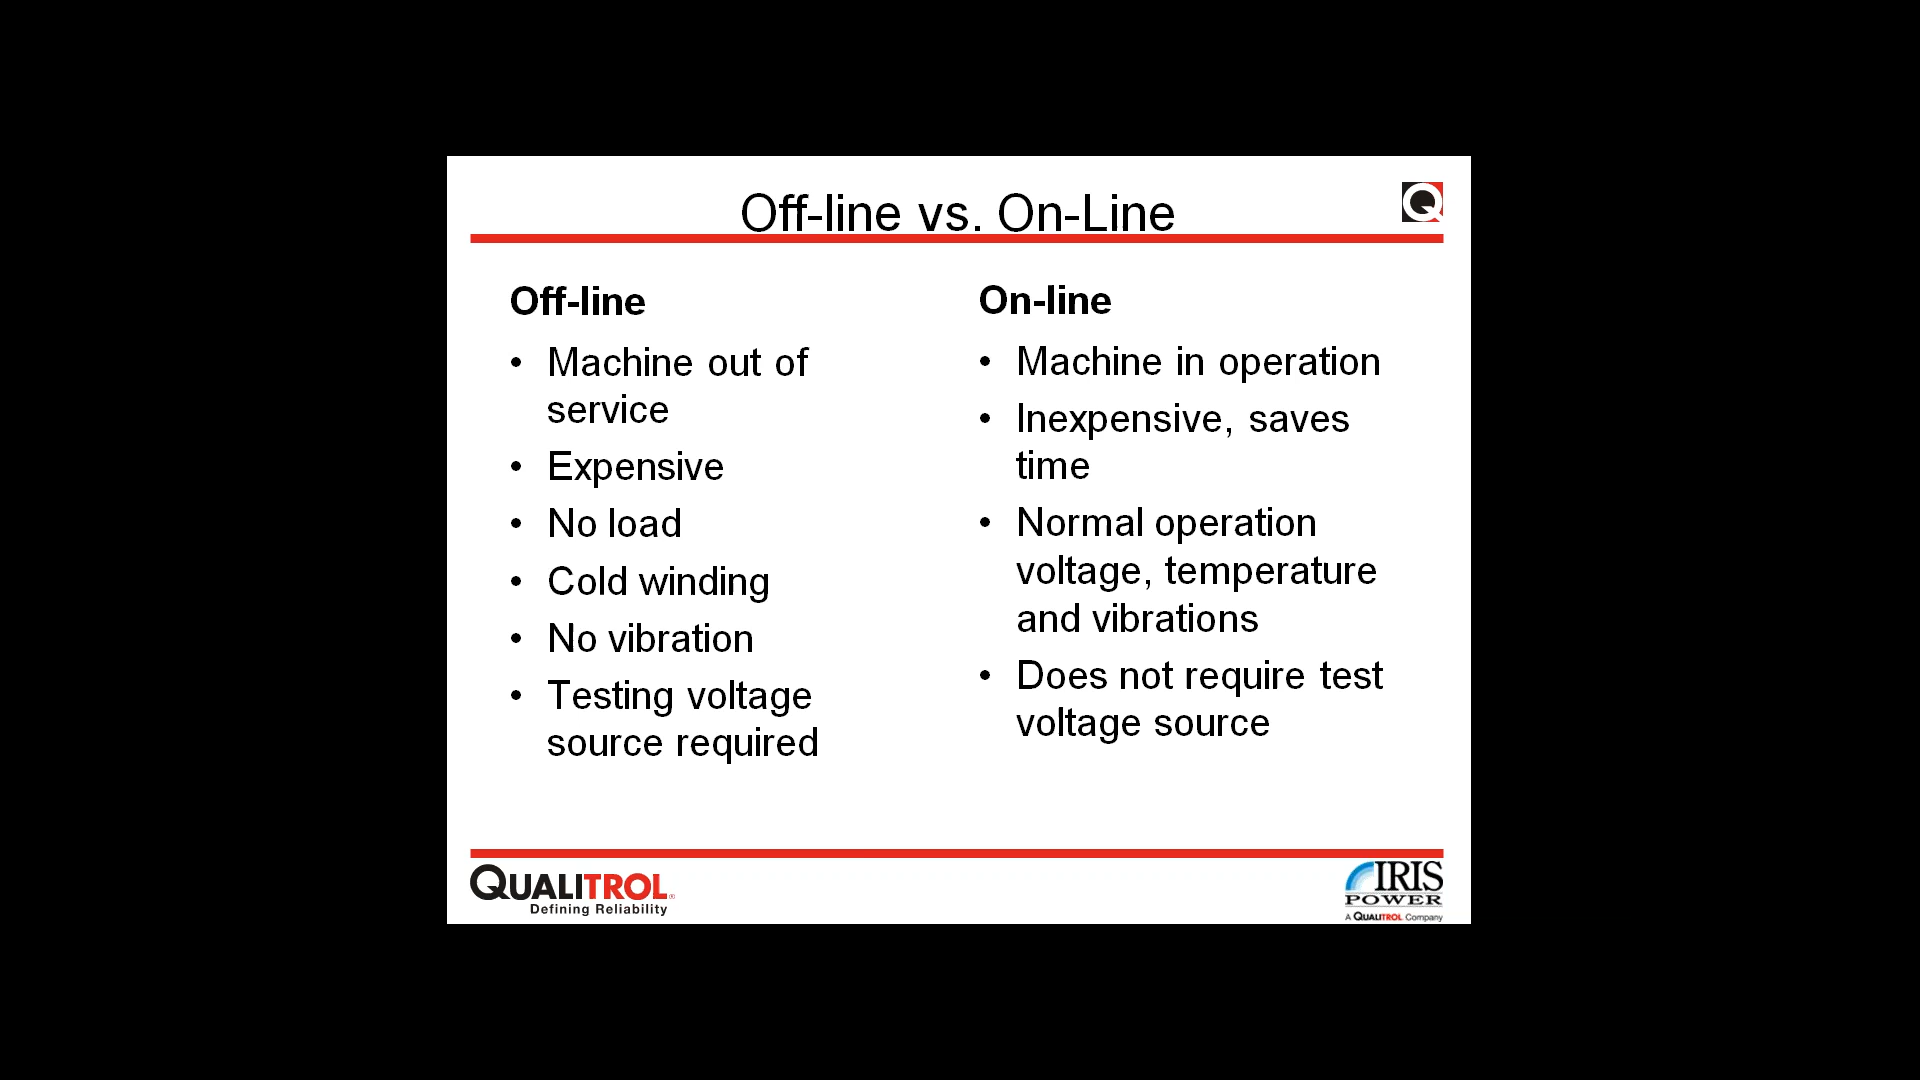 Off-line vs. On-Line
Off-line
• Machine out of
service
• Expensive
• No load
• Cold winding
• No vibration
• Testing voltage
source required
On-line
• Machine in operation
• Inexpensive, saves
time
• Normal operation
voltage, temperature
and vibrations
• Does not require test
voltage source
QUALITROL®
Defining Reliability
IRIS
POWER
A QUALITROL Company